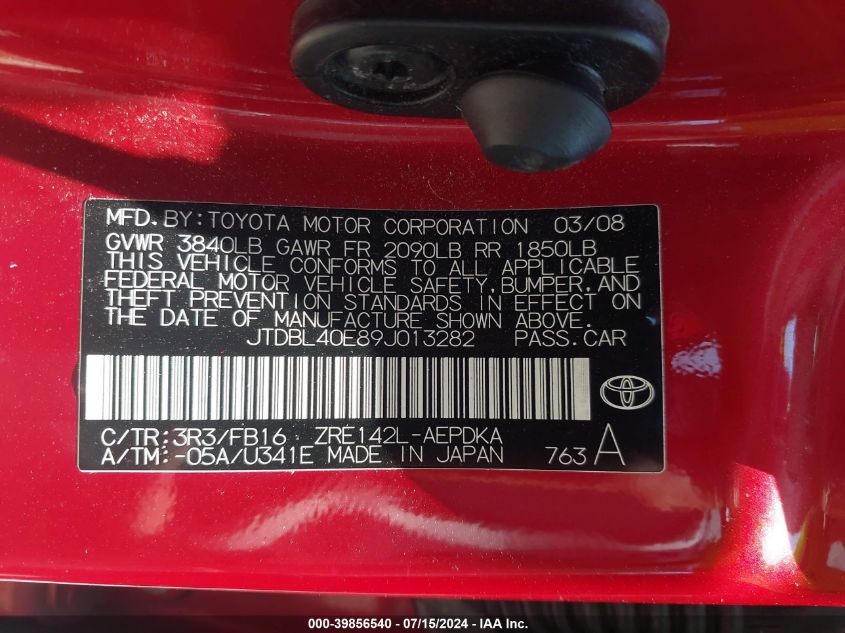 MFD. BY: TOYOTA MOTOR CORPORATION 03/08
GVWR 3840LB GAWR FR 2090LB RR 1850LB
THIS VEHICLE CONFORMS TO ALL APPLICABLE
FEDERAL MOTOR VEHICLE SAFETY, BUMPER, AND
THEFT PREVENTION STANDARDS IN EFFECT ON
THE DATE OF MANUFACTURE SHOWN ABOVE.
JTDBL40E89J013282 PASS. CAR
C/TR: 3R3/FB16 ZRE142L-AEPDKA
A/TM: -05A/U341E MADE IN JAPAN 763 A
000-39856540 - 07/15/2024 - IAA Inc.